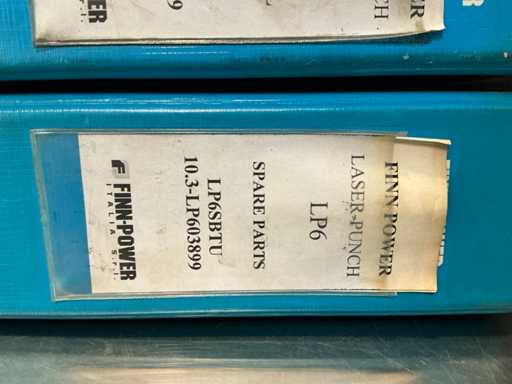 FINN-POWER
LASER-PUNCH
LP6
SPARE PARTS
LP6SBTU
10.3-LP603899
FINN-POWER
ITALIA S.r.l.